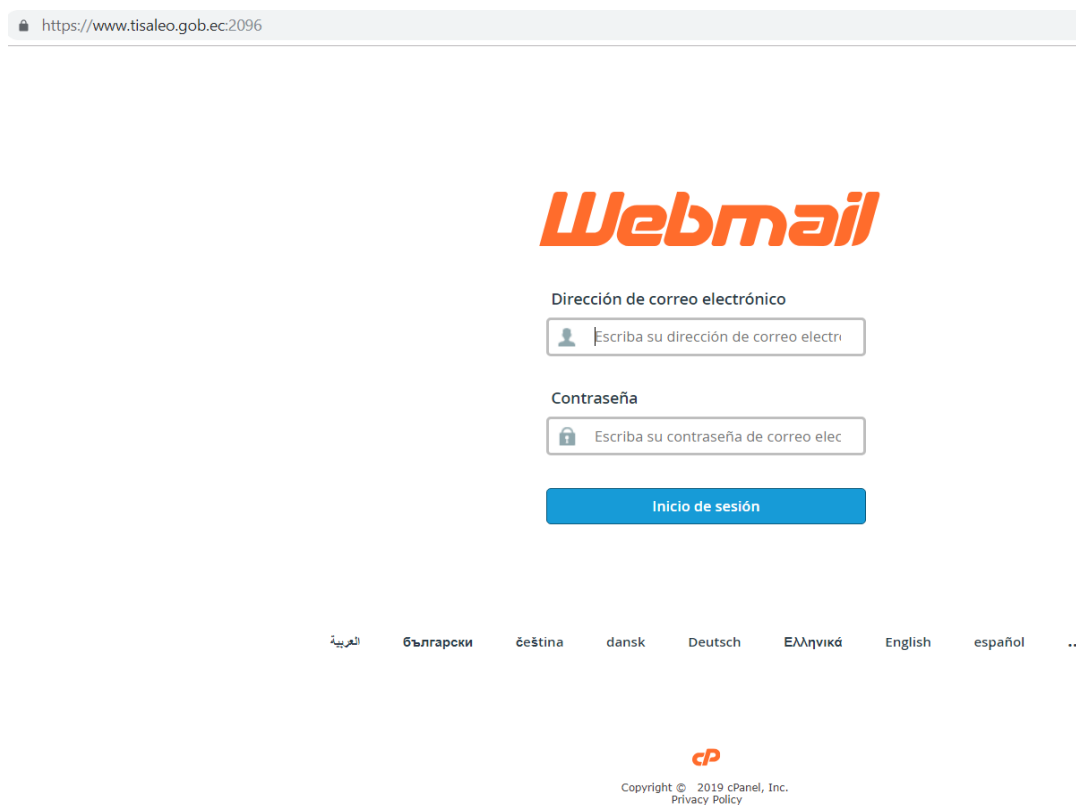 https://www.tisaleo.gob.ec:2096
Webmail
Dirección de correo electrónico
Escriba su dirección de correo electr
Contraseña
Escriba su contraseña de correo elec
Inicio de sesión
العربية български čeština dansk Deutsch Ελληνικά English español ..
cP
Copyright © 2019 cPanel, Inc.
Privacy Policy